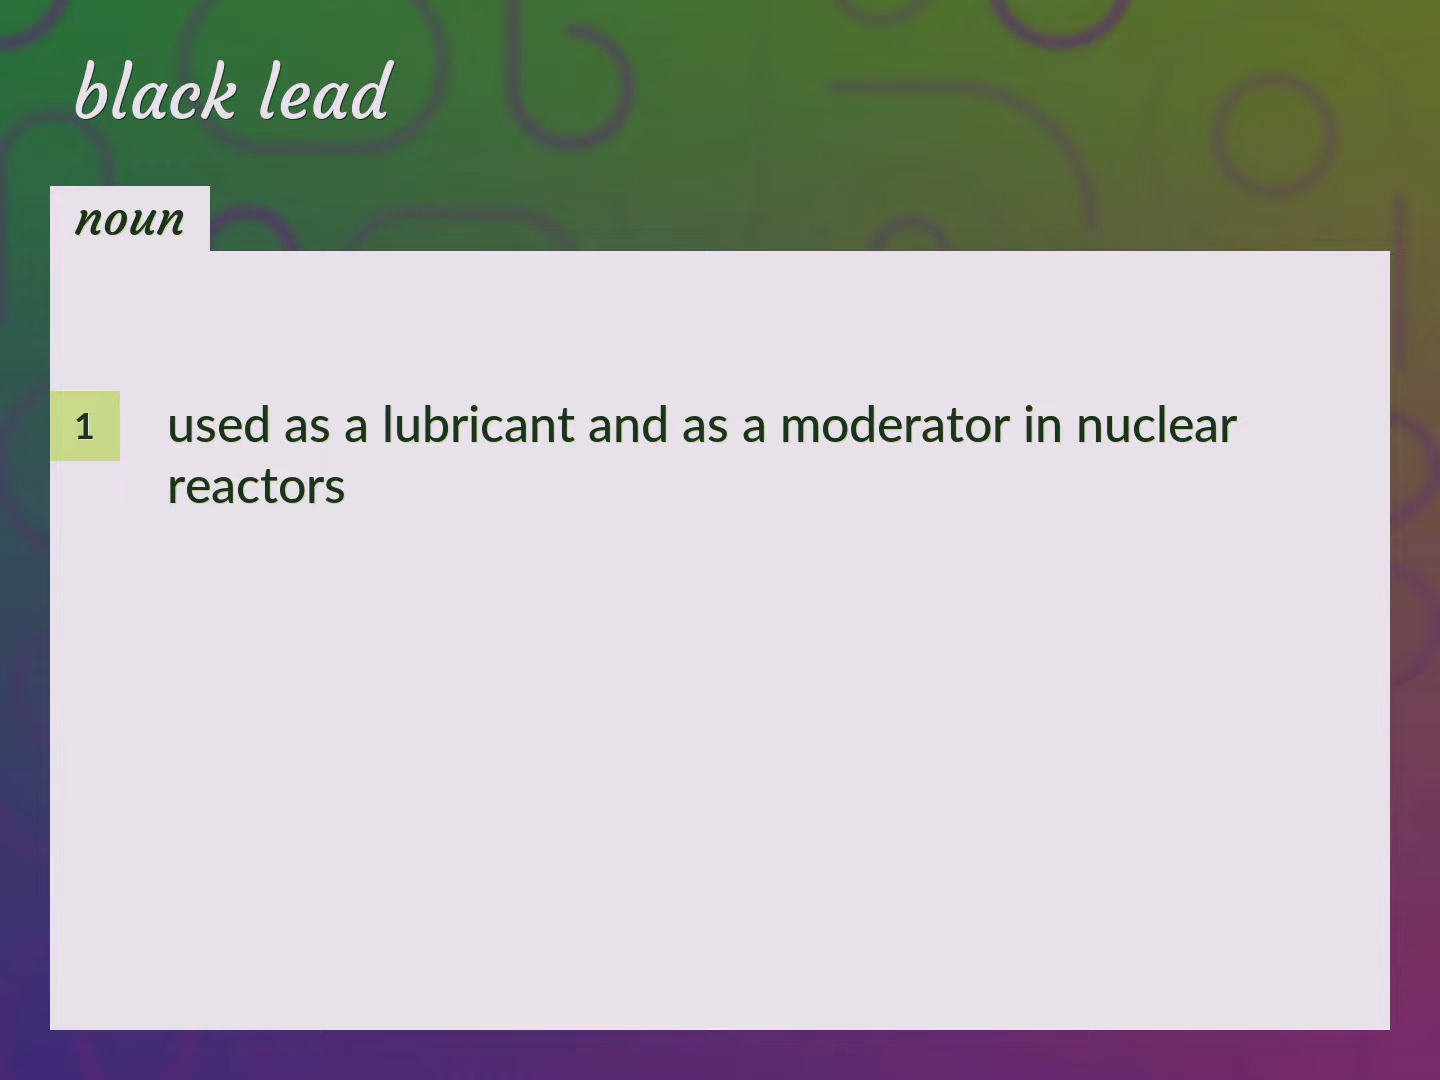 black lead
noun
1 used as a lubricant and as a moderator in nuclear
reactors